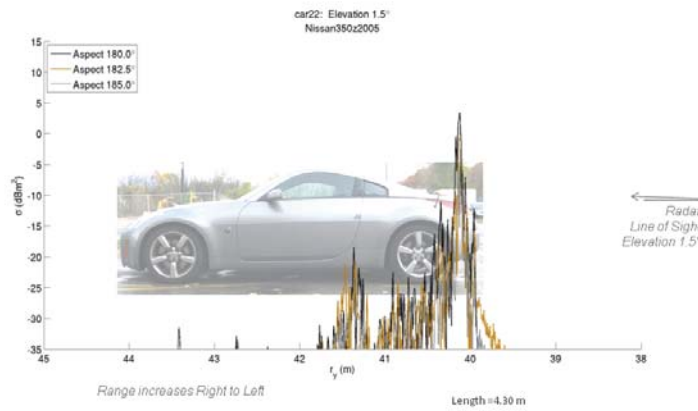 car22: Elevation 1.5°
Nissan350z2005
Aspect 180.0°
Aspect 182.5°
Aspect 185.0°
15
10
5
0
-5
-10
-15
-20
-25
-30
-35
σ (dBm²)
45
44
43
42
41
40
39
38
r_y (m)
Radar
Line of Sigh
Elevation 1.5°
Range increases Right to Left
Length =4.30 m